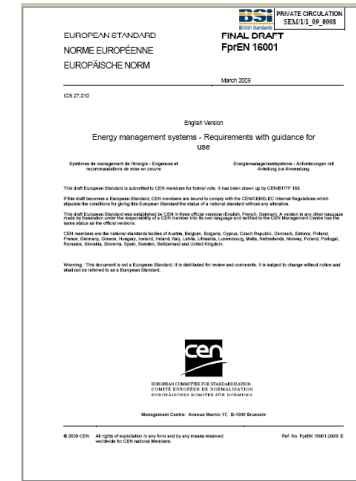 BSi
British Standards
PRIVATE CIRCULATION
SEM/1/1_09_0008
EUROPEAN STANDARD
NORME EUROPÉENNE
EUROPÄISCHE NORM
FINAL DRAFT
FprEN 16001
March 2009
ICS 27.010
English Version
Energy management systems - Requirements with guidance for
use
Systèmes de management de l'énergie - Exigences et
recommandations de mise en oeuvre
Energiemanagementsysteme - Anforderungen mit
Anleitung zur Anwendung
This draft European Standard is submitted to CEN members for formal vote. It has been drawn up by CEN/BT/TF 189.
If this draft becomes a European Standard, CEN members are bound to comply with the CEN/CENELEC Internal Regulations which
stipulate the conditions for giving this European Standard the status of a national standard without any alteration.
This draft European Standard was established by CEN in three official versions (English, French, German). A version in any other language
made by translation under the responsibility of a CEN member into its own language and notified to the CEN Management Centre has the
same status as the official versions.
CEN members are the national standards bodies of Austria, Belgium, Bulgaria, Cyprus, Czech Republic, Denmark, Estonia, Finland,
France, Germany, Greece, Hungary, Iceland, Ireland, Italy, Latvia, Lithuania, Luxembourg, Malta, Netherlands, Norway, Poland, Portugal,
Romania, Slovakia, Slovenia, Spain, Sweden, Switzerland and United Kingdom.
Warning : This document is not a European Standard. It is distributed for review and comments. It is subject to change without notice and
shall not be referred to as a European Standard.
cen
EUROPEAN COMMITTEE FOR STANDARDIZATION
COMITÉ EUROPÉEN DE NORMALISATION
EUROPÄISCHES KOMITEE FÜR NORMUNG
Management Centre: Avenue Marnix 17, B-1000 Brussels
© 2009 CEN All rights of exploitation in any form and by any means reserved
worldwide for CEN national Members.
Ref. No. FprEN 16001:2009: E